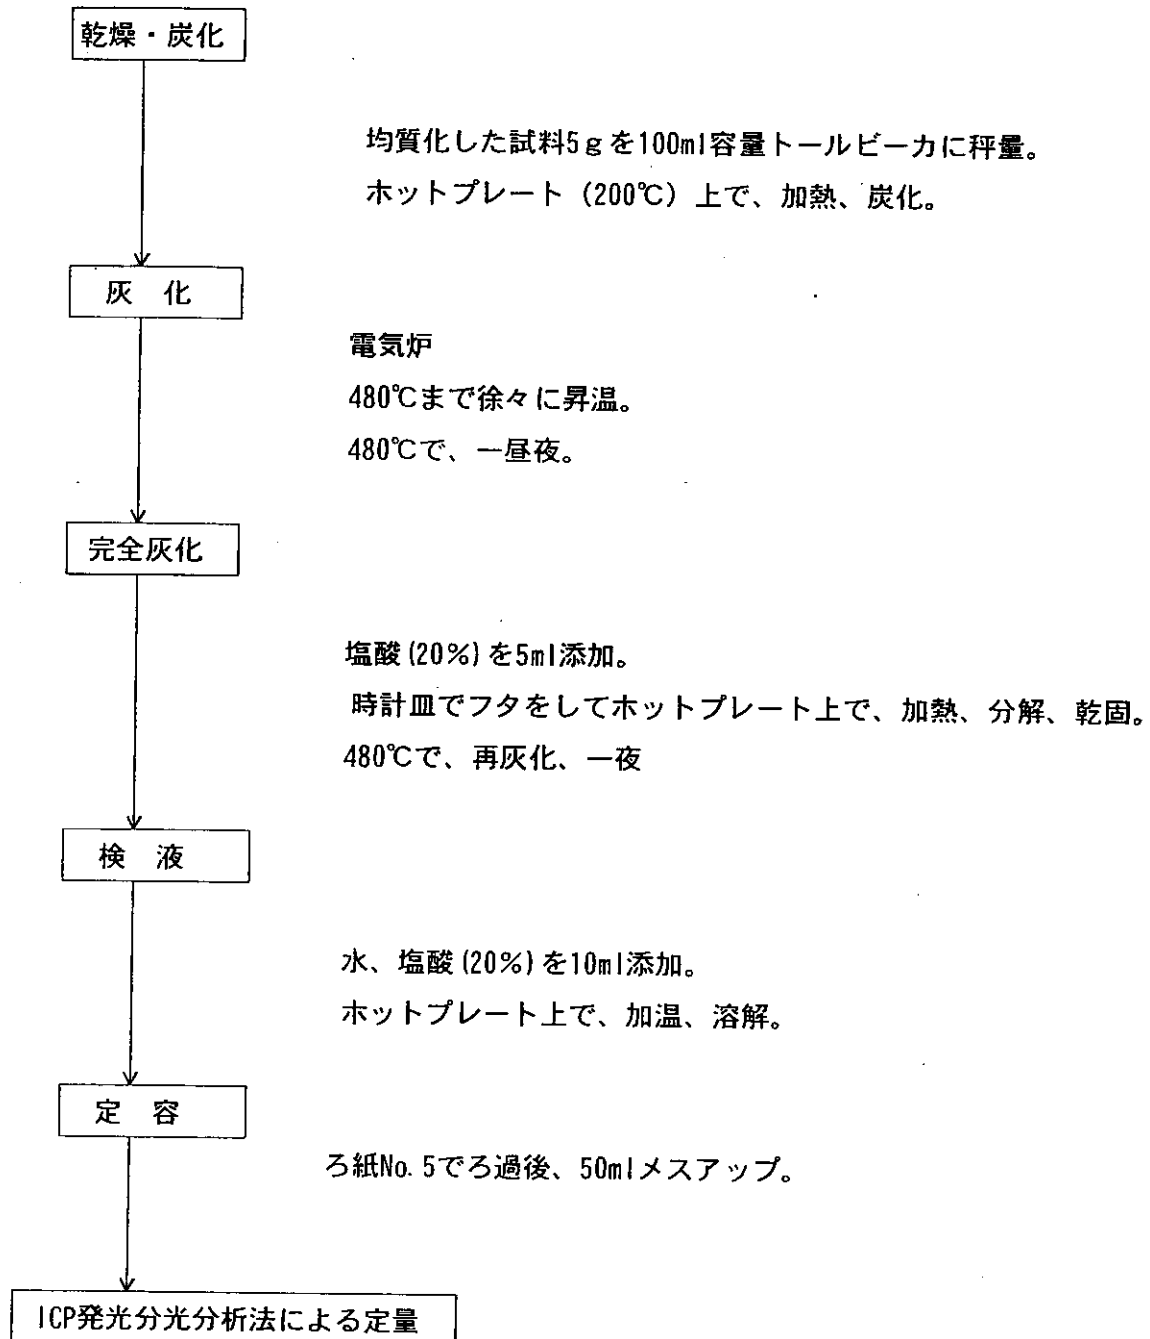 乾燥・炭化
均質化した試料5gを100ml容量トールビーカに秤量。
ホットプレート(200℃)上で、加熱、炭化。
灰 化
電気炉
480℃まで徐々に昇温。
480℃で、一昼夜。
完全灰化
塩酸(20%)を5ml添加。
時計皿でフタをしてホットプレート上で、加熱、分解、乾固。
480℃で、再灰化、一夜
検 液
水、塩酸(20%)を10ml添加。
ホットプレート上で、加温、溶解。
定 容
ろ紙No.5でろ過後、50mlメスアップ。
ICP発光分光分析法による定量